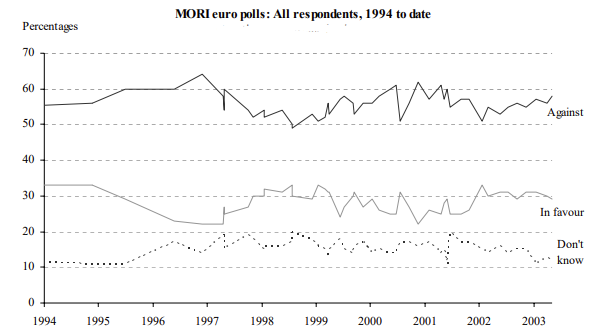 MORI euro polls: All respondents, 1994 to date
Percentages
70
60
50
40
30
20
10
0
Against
In favour
Don't
know
1994 1995 1996 1997 1998 1999 2000 2001 2002 2003